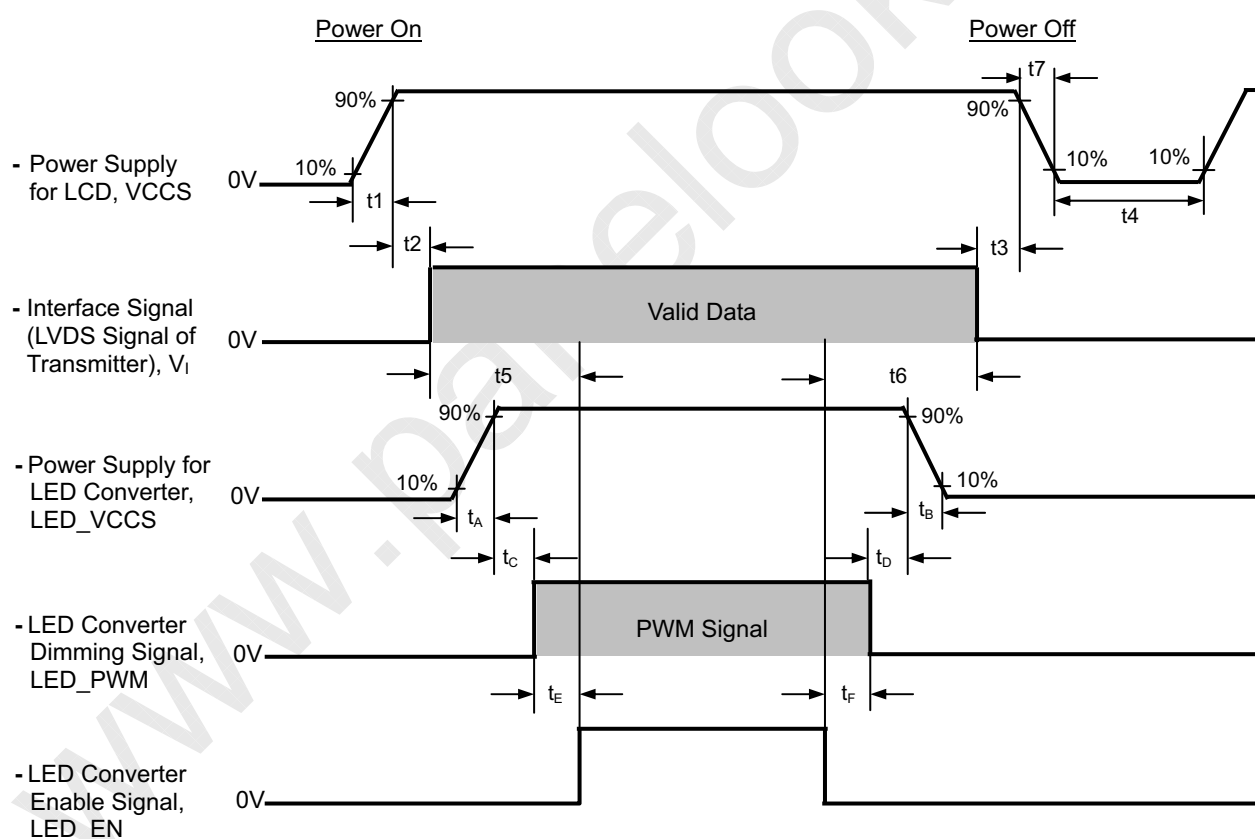 Power On
Power Off
t7
90%
90%
- Power Supply
for LCD, VCCS
0V
10%
10%
10%
t1
t4
t2
t3
- Interface Signal
(LVDS Signal of
Transmitter), VI
0V
Valid Data
t5
t6
90%
90%
- Power Supply for
LED Converter,
LED_VCCS
0V
10%
10%
tA
tB
tC
tD
- LED Converter
Dimming Signal,
LED_PWM
0V
PWM Signal
tE
tF
- LED Converter
Enable Signal,
LED_EN
0V